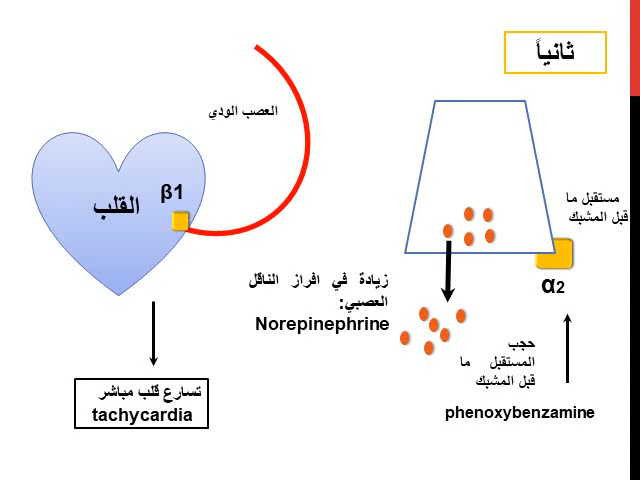 ثانياً
العصب الودي
β1
القلب
مستقبل ما
قبل المشبك
α2
زيادة في افراز الناقل
العصبي:
Norepinephrine
حجب
المستقبل ما
قبل المشبك
phenoxybenzamine
تسارع قلب مباشر
tachycardia